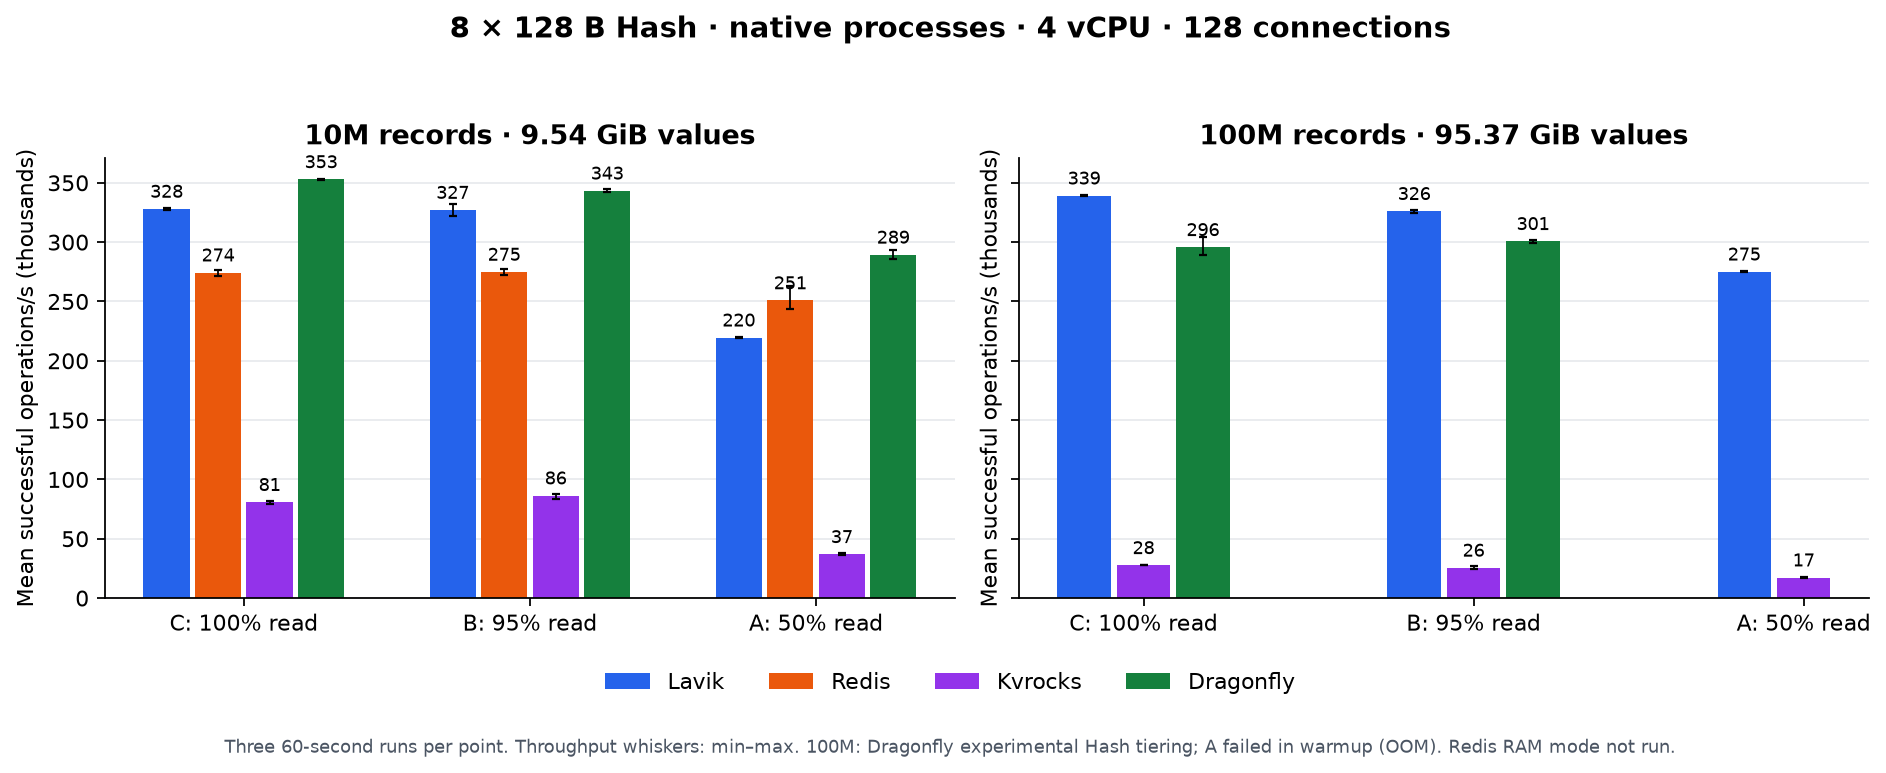 8 × 128 B Hash · native processes · 4 vCPU · 128 connections
10M records · 9.54 GiB values
Mean successful operations/s (thousands)
350
300
250
200
150
100
50
0
328
274
81
353
327
275
86
343
220
251
37
289
C: 100% read
B: 95% read
A: 50% read
100M records · 95.37 GiB values
Mean successful operations/s (thousands)
339
28
296
326
26
301
275
17
C: 100% read
B: 95% read
A: 50% read
Lavik
Redis
Kvrocks
Dragonfly
Three 60-second runs per point. Throughput whiskers: min–max. 100M: Dragonfly experimental Hash tiering; A failed in warmup (OOM). Redis RAM mode not run.